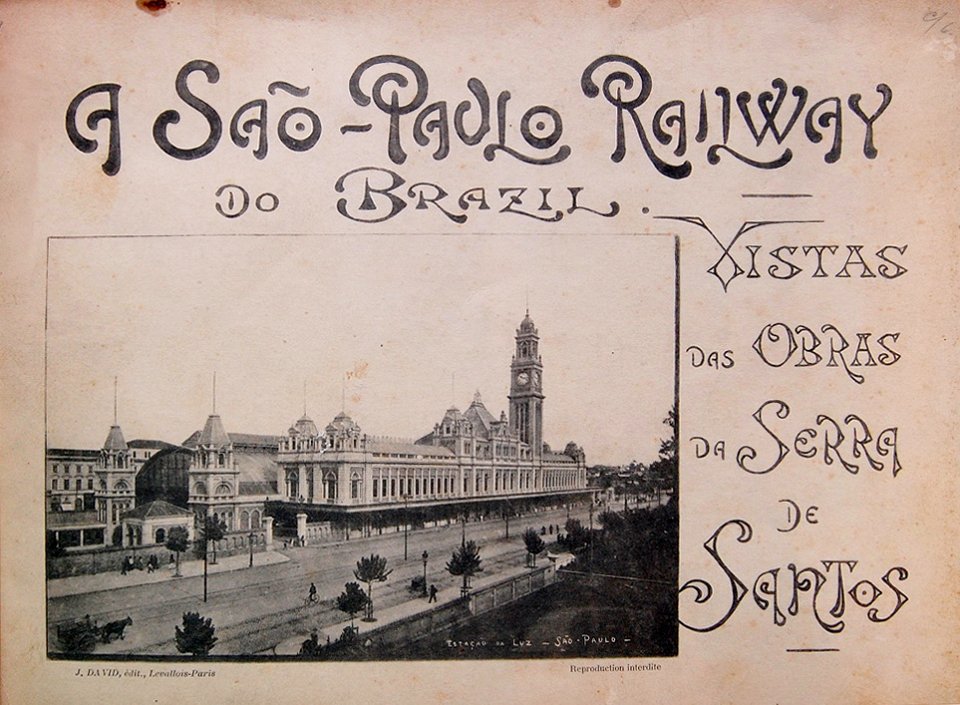 A São-Paulo Railway
do Brazil.
Vistas
das Obras
da Serra
de
Santos
Estação da Luz - São-Paulo -
J. DAVID, édit., Levallois-Paris
Reproduction interdite